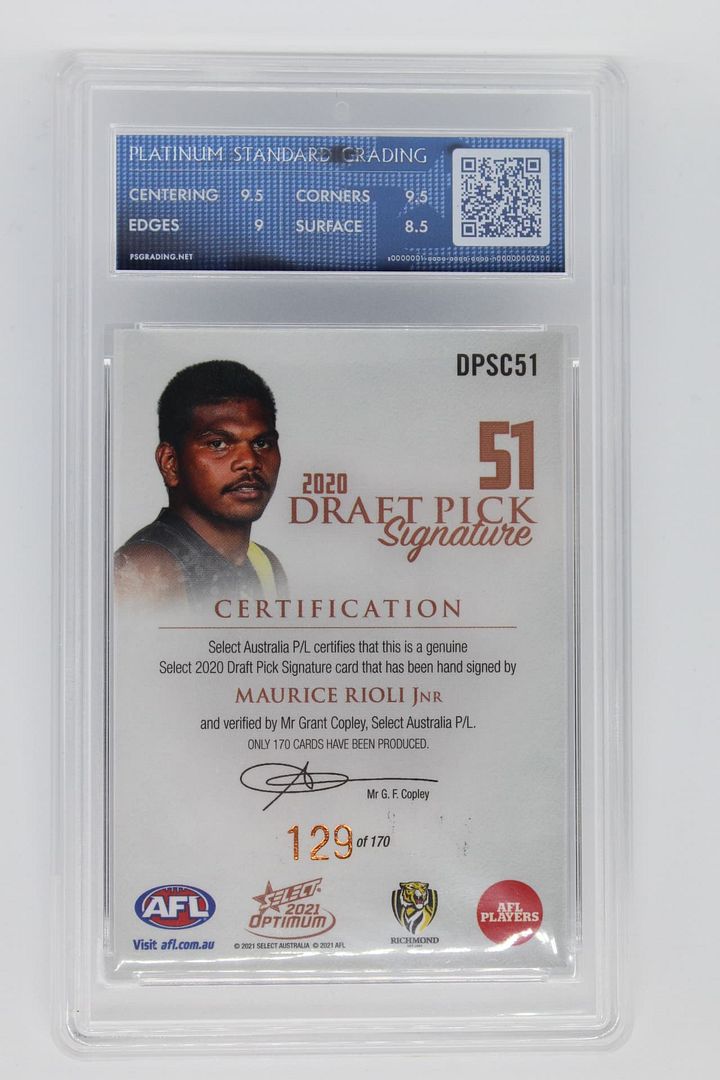 PLATINUM STANDARD GRADING
CENTERING 9.5 CORNERS 9.5
EDGES 9 SURFACE 8.5
PSGRADING.NET
DPSC51
51
2020
DRAFT PICK
Signature
CERTIFICATION
Select Australia P/L certifies that this is a genuine
Select 2020 Draft Pick Signature card that has been hand signed by
MAURICE RIOLI JNR
and verified by Mr Grant Copley, Select Australia P/L.
ONLY 170 CARDS HAVE BEEN PRODUCED.
Mr G. F. Copley
129 of 170
AFL
Visit afl.com.au
SELECT
2021
OPTIMUM
© 2021 SELECT AUSTRALIA © 2021 AFL
RICHMOND
AFL
PLAYERS